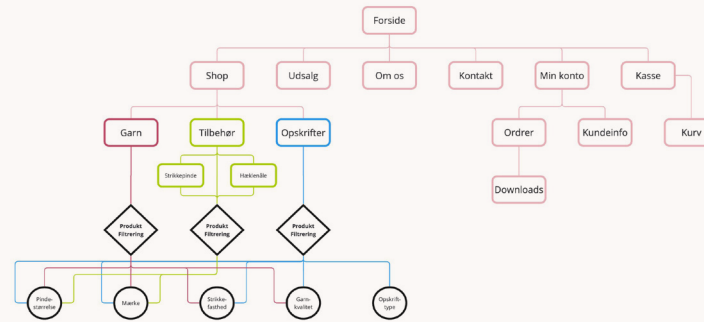 Forside
Shop
Udsalg
Om os
Kontakt
Min konto
Kasse
Garn
Tilbehør
Opskrifter
Ordrer
Kundeinfo
Kurv
Strikkepinde
Hæklenåle
Downloads
Produkt
Filtrering
Produkt
Filtrering
Produkt
Filtrering
Pinde-
størrelse
Mærke
Strikke-
fasthed
Garn-
kvalitet
Opskrift-
type